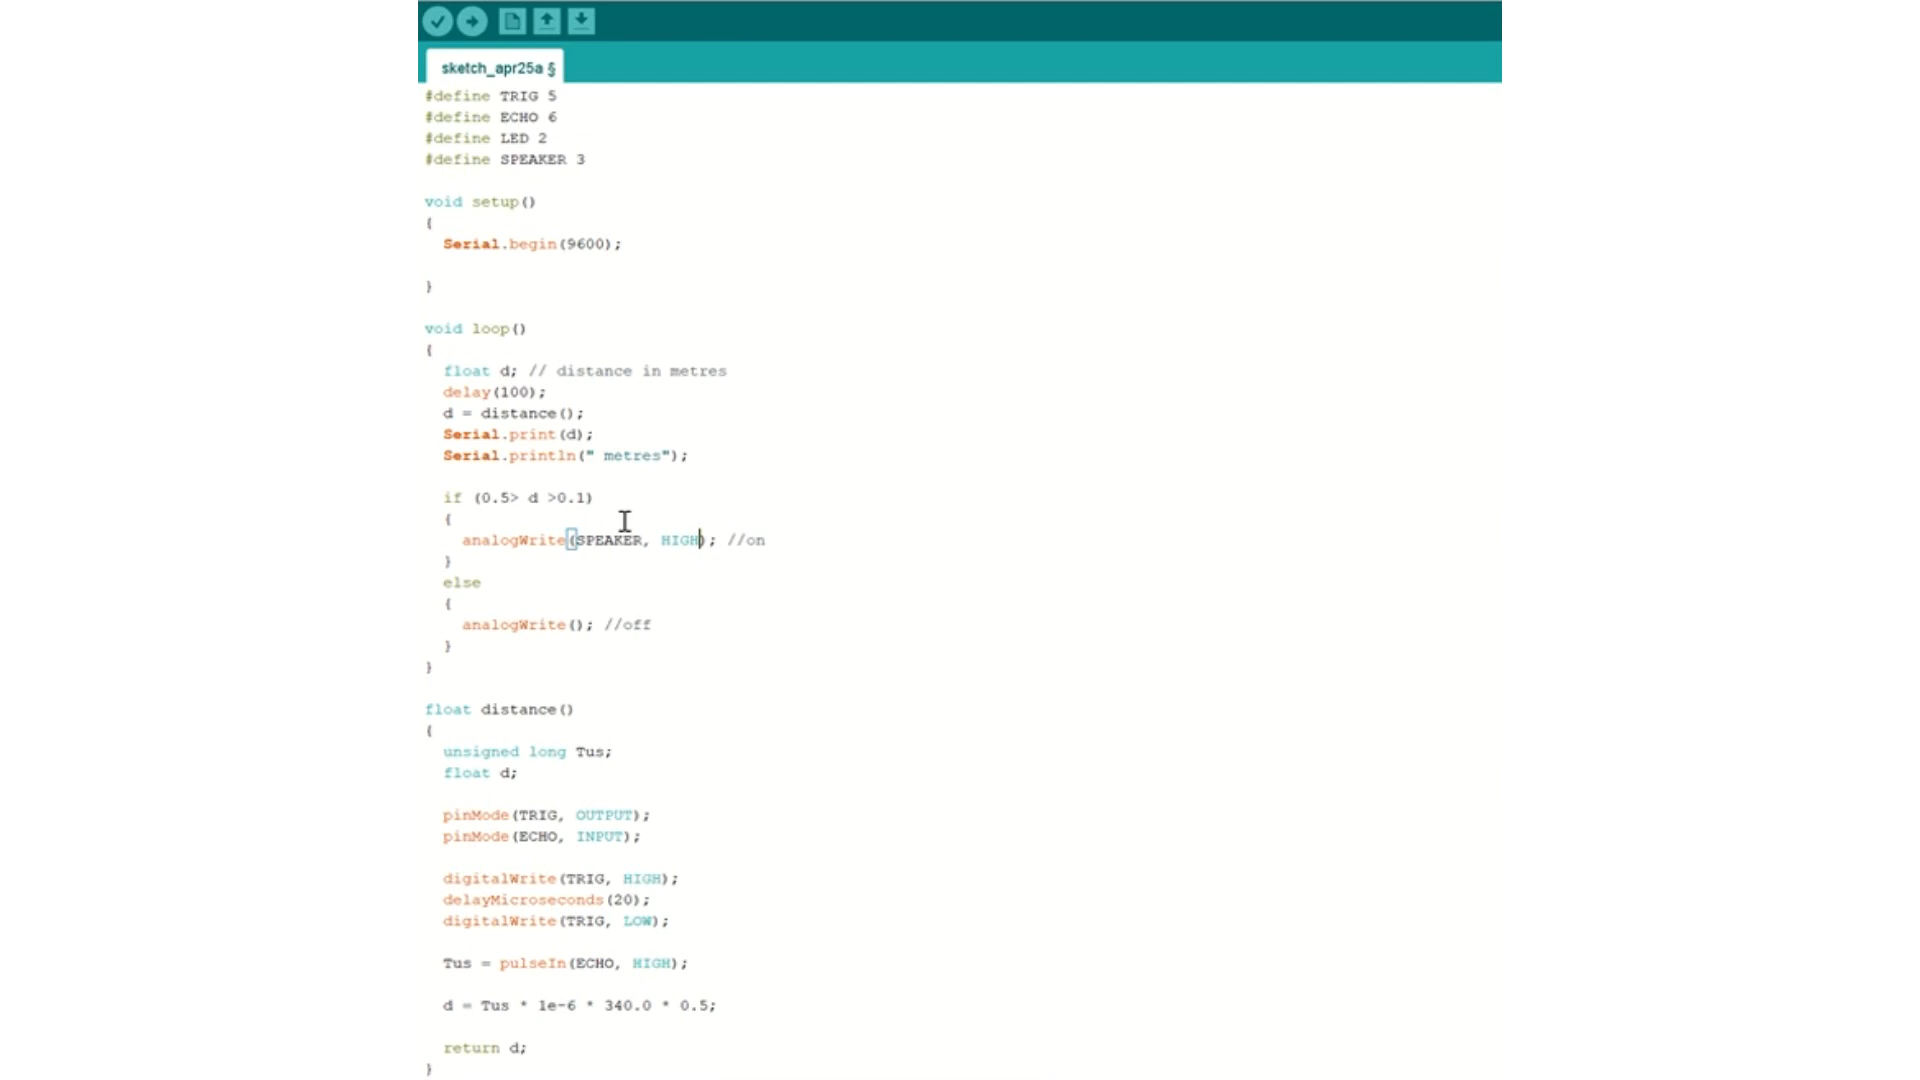 sketch_apr25a §
#define TRIG 5
#define ECHO 6
#define LED 2
#define SPEAKER 3
void setup()
{
Serial.begin(9600);
}
void loop()
{
float d; // distance in metres
delay(100);
d = distance();
Serial.print(d);
Serial.println(" metres");
if (0.5> d >0.1)
{
analogWrite(SPEAKER, HIGH); //on
}
else
{
analogWrite(); //off
}
}
float distance()
{
unsigned long Tus;
float d;
pinMode(TRIG, OUTPUT);
pinMode(ECHO, INPUT);
digitalWrite(TRIG, HIGH);
delayMicroseconds(20);
digitalWrite(TRIG, LOW);
Tus = pulseIn(ECHO, HIGH);
d = Tus * 1e-6 * 340.0 * 0.5;
return d;
}